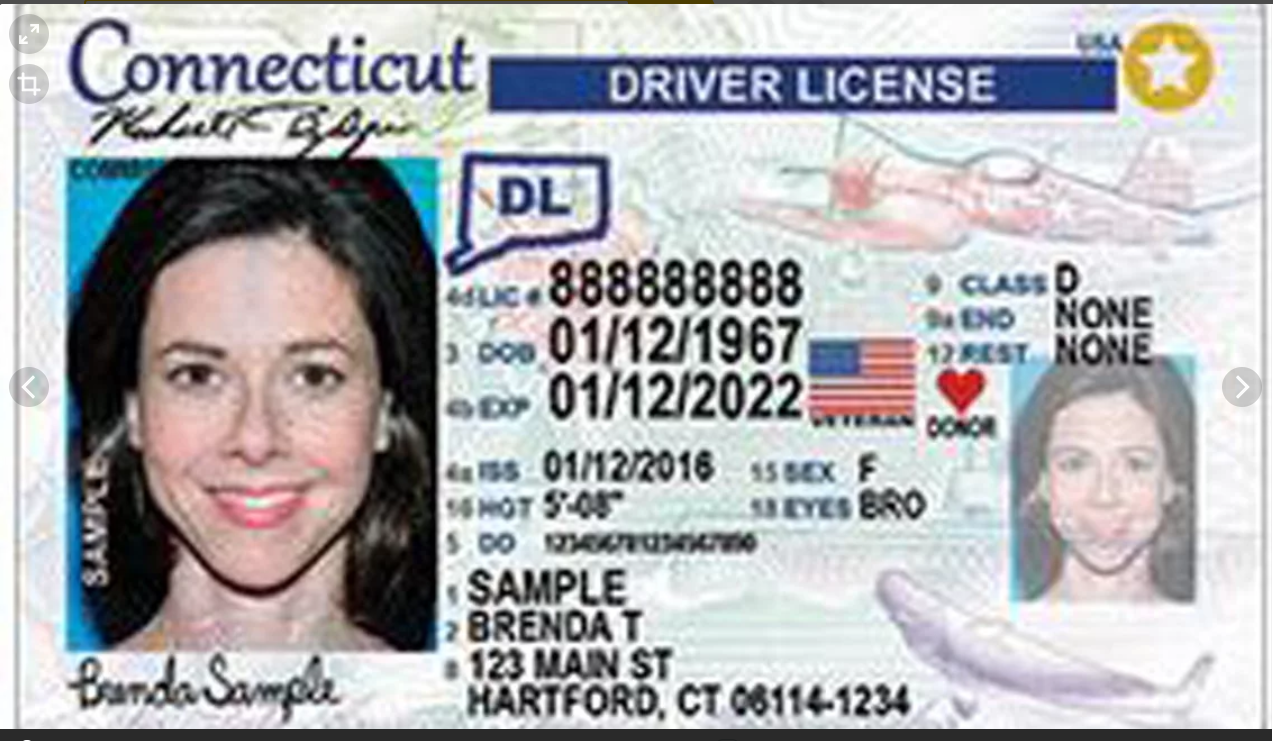 Connecticut
USA
DRIVER LICENSE
DL
4d LIC # 888888888
9 CLASS D
9a END NONE
3 DOB 01/12/1967
12 REST NONE
4b EXP 01/12/2022
VETERAN
DONOR
4a ISS 01/12/2016 15 SEX F
16 HGT 5'-08" 18 EYES BRO
5 DD
SAMPLE
1 SAMPLE
2 BRENDA T
8 123 MAIN ST
HARTFORD, CT 06114-1234
Brenda Sample